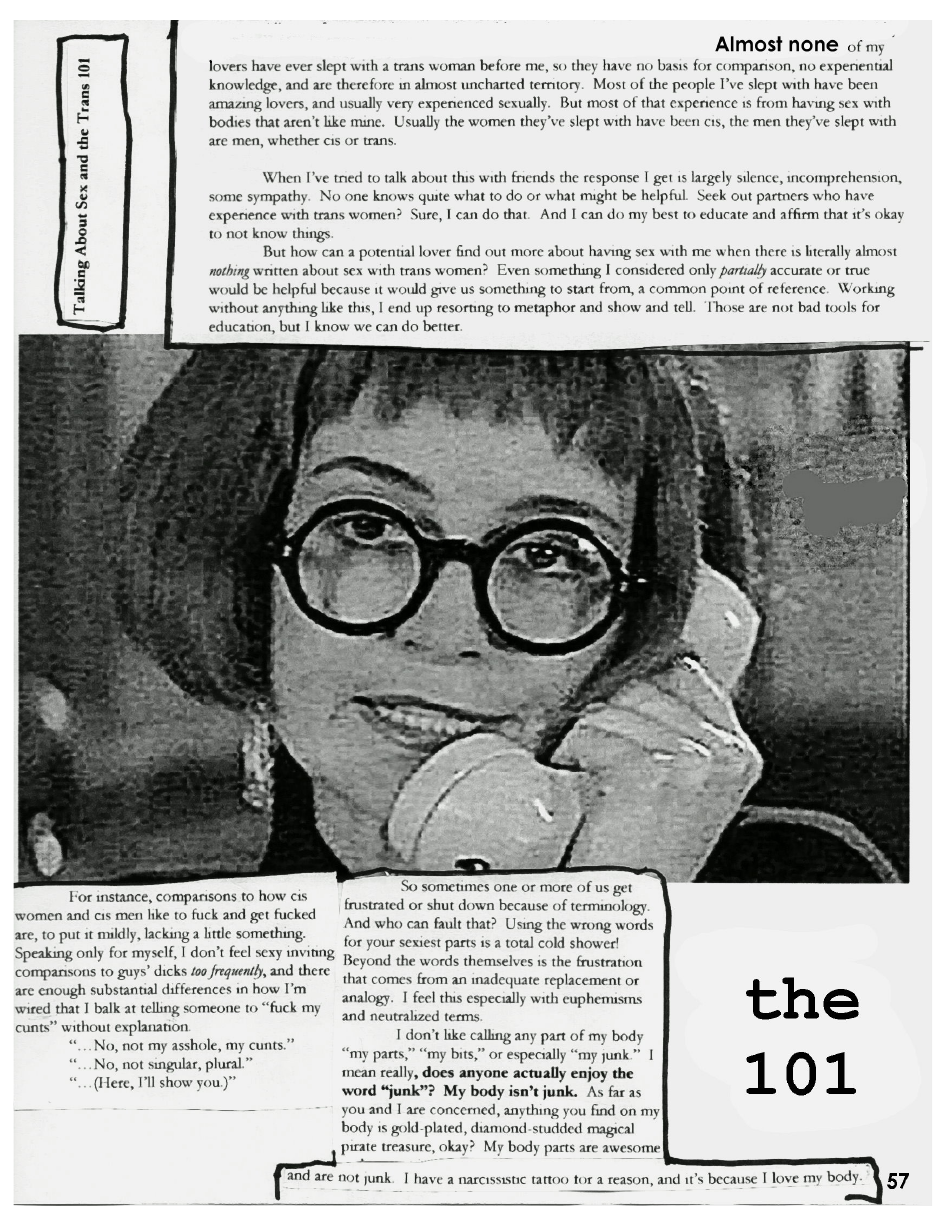 Talking About Sex and the Trans 101
Almost none of my
lovers have ever slept with a trans woman before me, so they have no basis for comparison, no experiential
knowledge, and are therefore in almost uncharted territory. Most of the people I've slept with have been
amazing lovers, and usually very experienced sexually. But most of that experience is from having sex with
bodies that aren't like mine. Usually the women they've slept with have been cis, the men they've slept with
are men, whether cis or trans.
When I've tried to talk about this with friends the response I get is largely silence, incomprehension,
some sympathy. No one knows quite what to do or what might be helpful. Seek out partners who have
experience with trans women? Sure, I can do that. And I can do my best to educate and affirm that it's okay
to not know things.
But how can a potential lover find out more about having sex with me when there is literally almost
nothing written about sex with trans women? Even something I considered only partially accurate or true
would be helpful because it would give us something to start from, a common point of reference. Working
without anything like this, I end up resorting to metaphor and show and tell. Those are not bad tools for
education, but I know we can do better.
For instance, comparisons to how cis
women and cis men like to fuck and get fucked
are, to put it mildly, lacking a little something.
Speaking only for myself, I don't feel sexy inviting
comparisons to guys' dicks too frequently, and there
are enough substantial differences in how I'm
wired that I balk at telling someone to "fuck my
cunts" without explanation.
"…No, not my asshole, my cunts."
"…No, not singular, plural."
"…(Here, I'll show you.)"
So sometimes one or more of us get
frustrated or shut down because of terminology.
And who can fault that? Using the wrong words
for your sexiest parts is a total cold shower!
Beyond the words themselves is the frustration
that comes from an inadequate replacement or
analogy. I feel this especially with euphemisms
and neutralized terms.
I don't like calling any part of my body
"my parts," "my bits," or especially "my junk." I
mean really, does anyone actually enjoy the
word "junk"? My body isn't junk. As far as
you and I are concerned, anything you find on my
body is gold-plated, diamond-studded magical
pirate treasure, okay? My body parts are awesome
and are not junk. I have a narcissistic tattoo for a reason, and it's because I love my body.
the
101
57